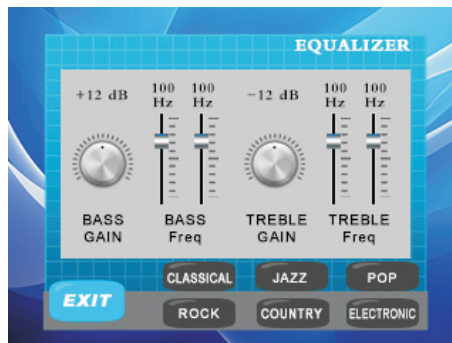 EQUALIZER
+12 dB
100 100
Hz Hz
-12 dB
100 100
Hz Hz
BASS
GAIN
BASS
Freq
TREBLE
GAIN
TREBLE
Freq
CLASSICAL JAZZ POP
EXIT
ROCK COUNTRY ELECTRONIC